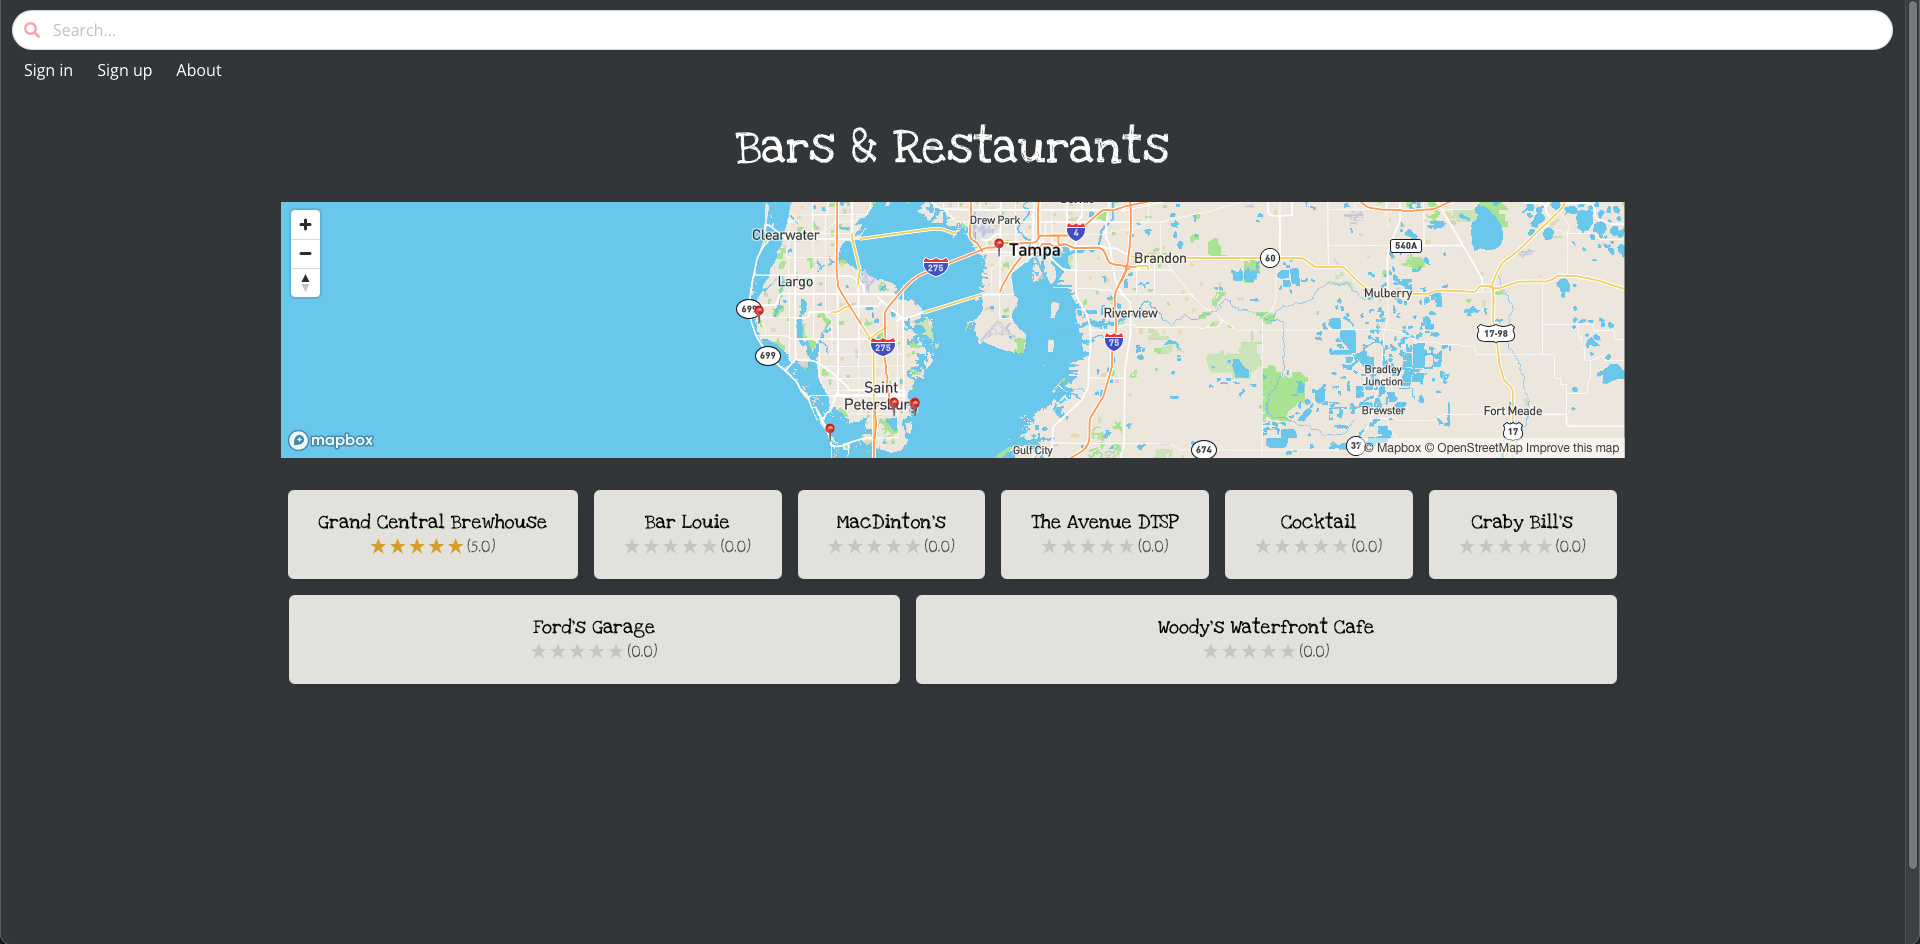 Search...
Sign in Sign up About
Bars & Restaurants
Drew Park
4
Clearwater
Tampa
540A
275
Brandon
60
Largo
Mulberry
699
Riverview
17-98
75
275
699
Bradley
Junction
Saint
Petersburg
Brewster
Fort Meade
17
mapbox
Gulf City
674
37
© Mapbox © OpenStreetMap Improve this map
Grand Central Brewhouse
(5.0)
Bar Louie
(0.0)
MacDinton's
(0.0)
The Avenue DTSP
(0.0)
Cocktail
(0.0)
Craby Bill's
(0.0)
Ford's Garage
(0.0)
Woody's Waterfront Cafe
(0.0)